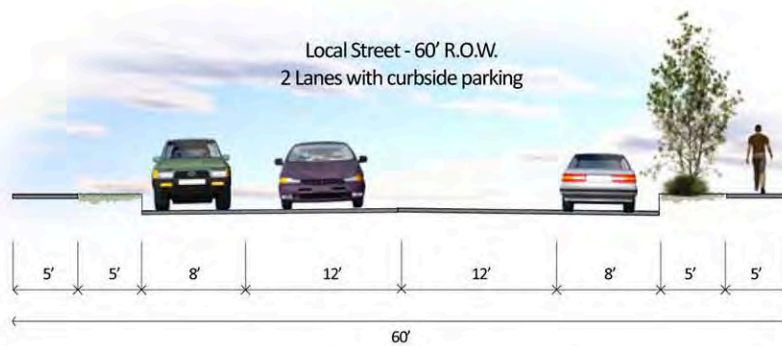 Local Street - 60' R.O.W.
2 Lanes with curbside parking
5' 5' 8' 12' 12' 8' 5' 5'
60'